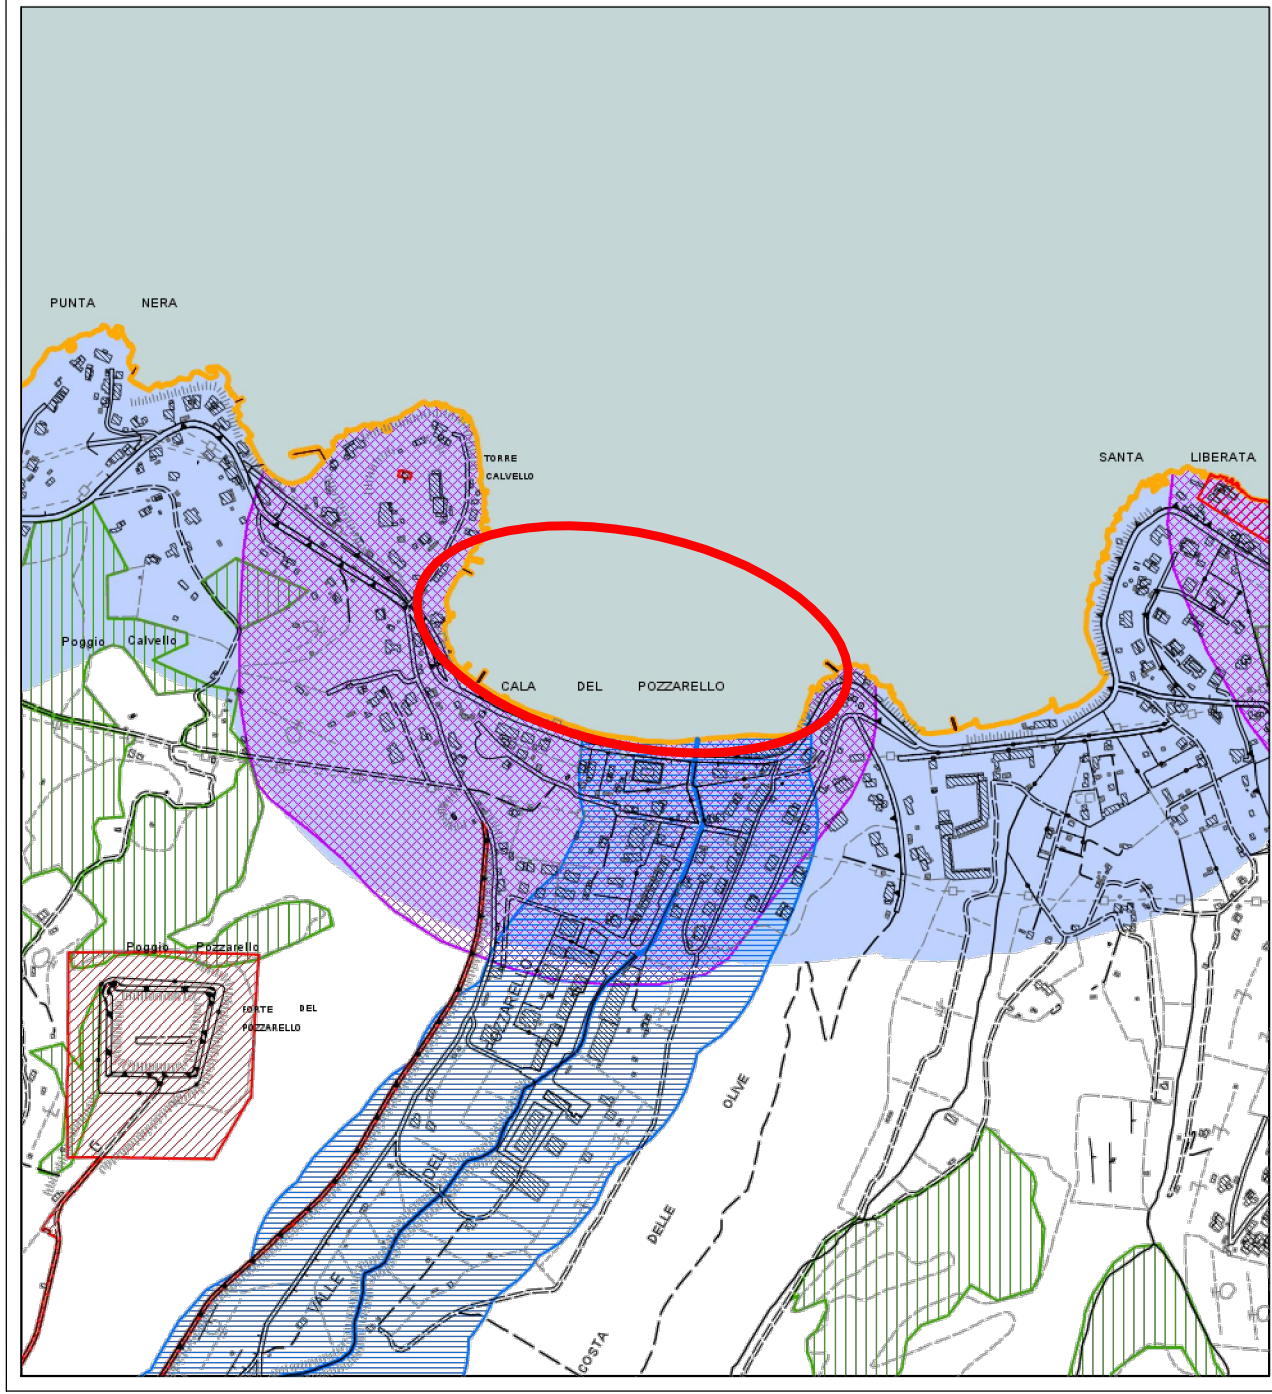 PUNTA NERA
TORRE
CALVELLO
SANTA LIBERATA
Poggio Calvello
CALA DEL POZZARELLO
Poggio Pozzarello
FORTE DEL
POZZARELLO
VALLE DEL POZZARELLO
COSTA DELLE OLIVE